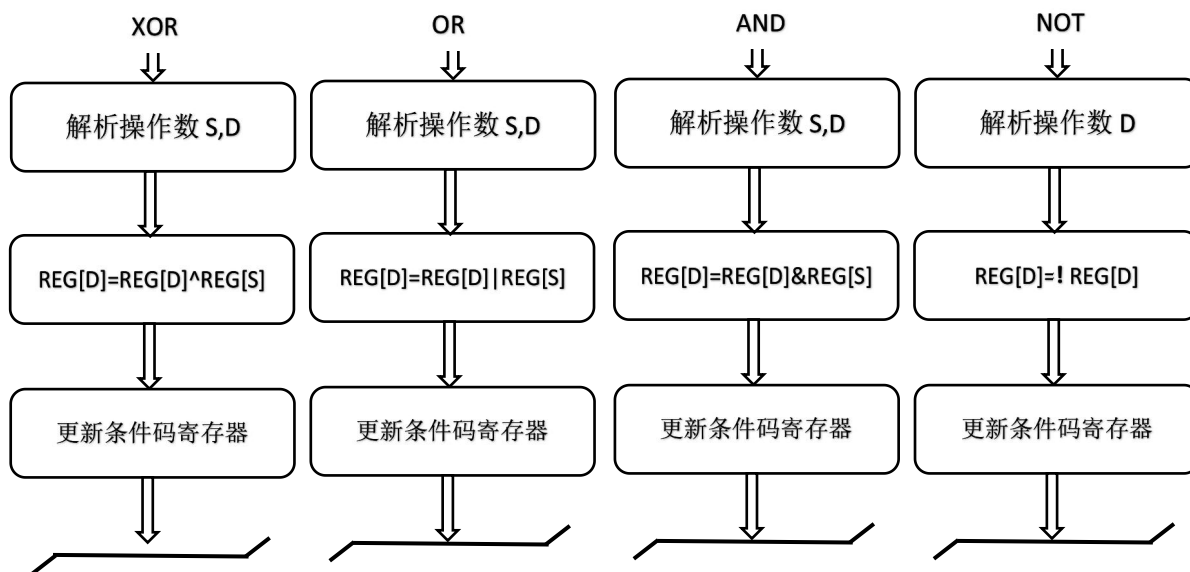 XOR
OR
AND
NOT
解析操作数 S,D
解析操作数 S,D
解析操作数 S,D
解析操作数 D
REG[D]=REG[D]^REG[S]
REG[D]=REG[D]||REG[S]
REG[D]=REG[D]&REG[S]
REG[D]=! REG[D]
更新条件码寄存器
更新条件码寄存器
更新条件码寄存器
更新条件码寄存器